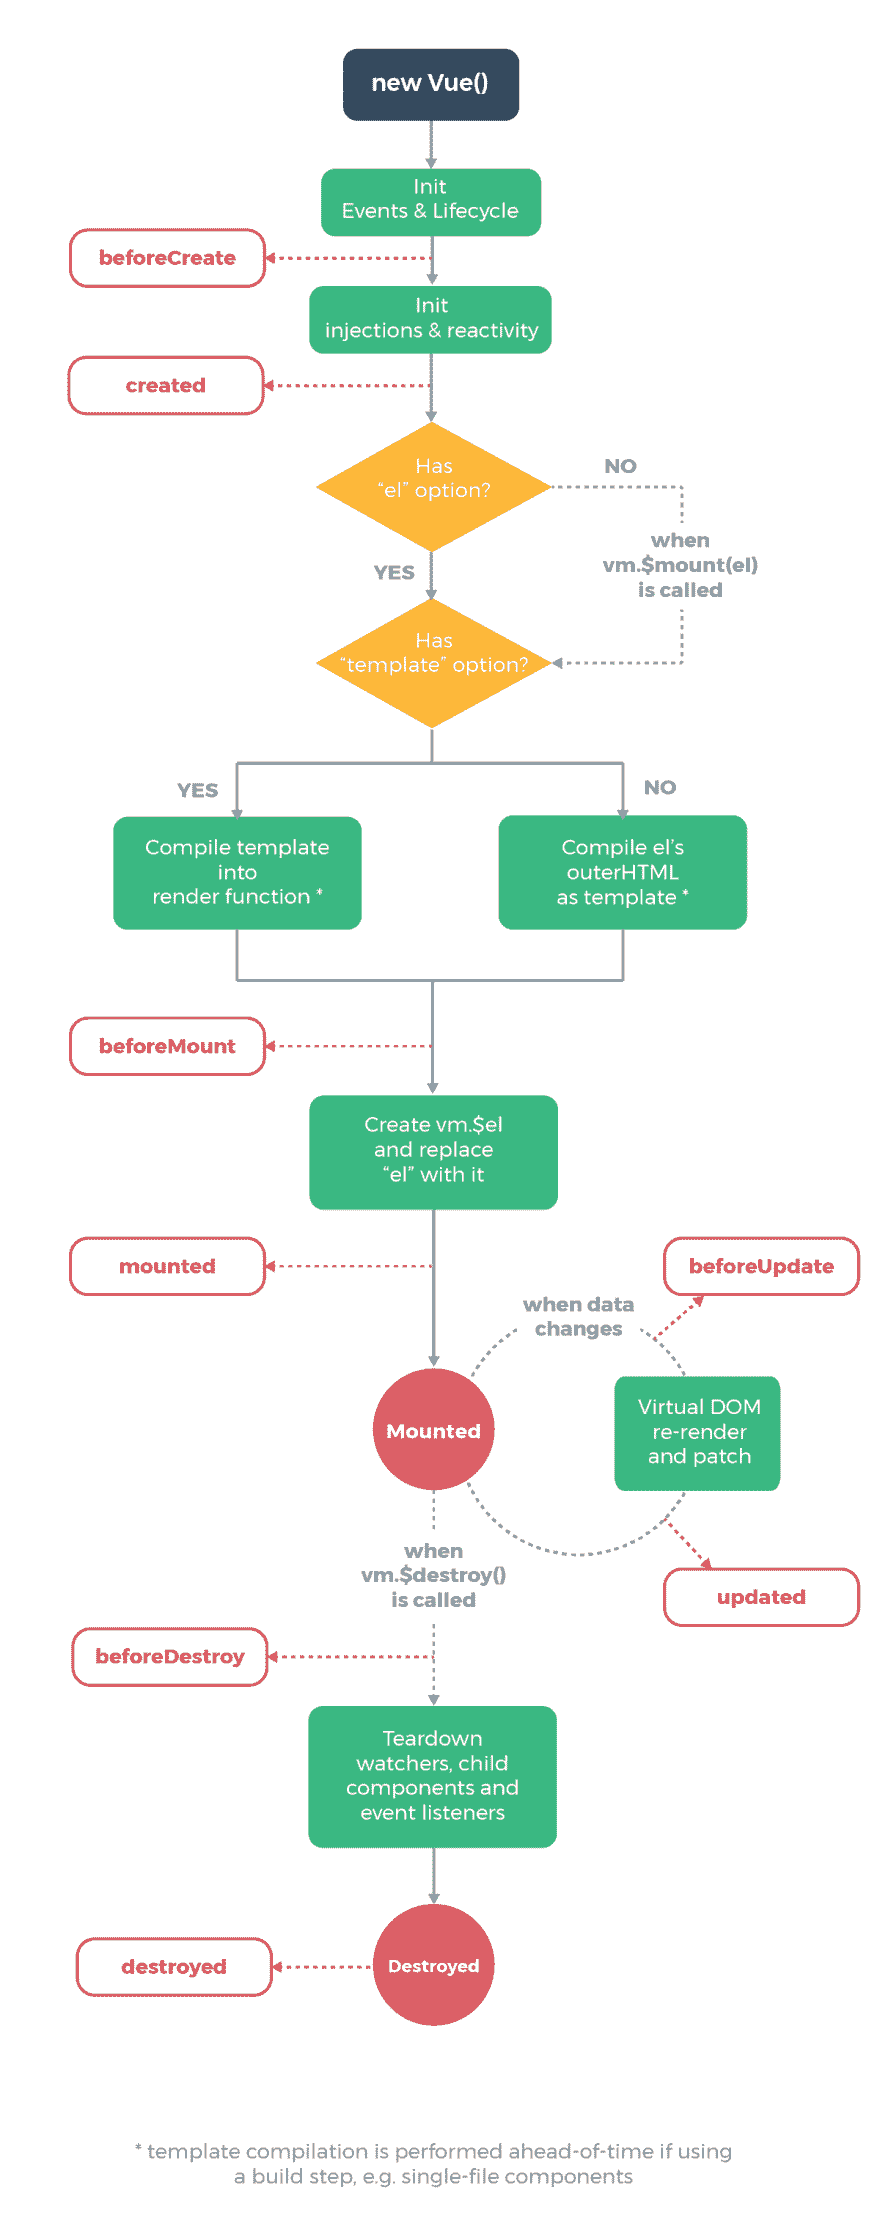 new Vue()
Init
Events & Lifecycle
beforeCreate
Init
injections & reactivity
created
Has
“el” option?
NO
when
vm.$mount(el)
is called
YES
Has
“template” option?
YES
NO
Compile template
into
render function *
Compile el’s
outerHTML
as template *
beforeMount
Create vm.$el
and replace
“el” with it
mounted
beforeUpdate
when data
changes
Mounted
Virtual DOM
re-render
and patch
when
vm.$destroy()
is called
updated
beforeDestroy
Teardown
watchers, child
components and
event listeners
destroyed
Destroyed
* template compilation is performed ahead-of-time if using
a build step, e.g. single-file components